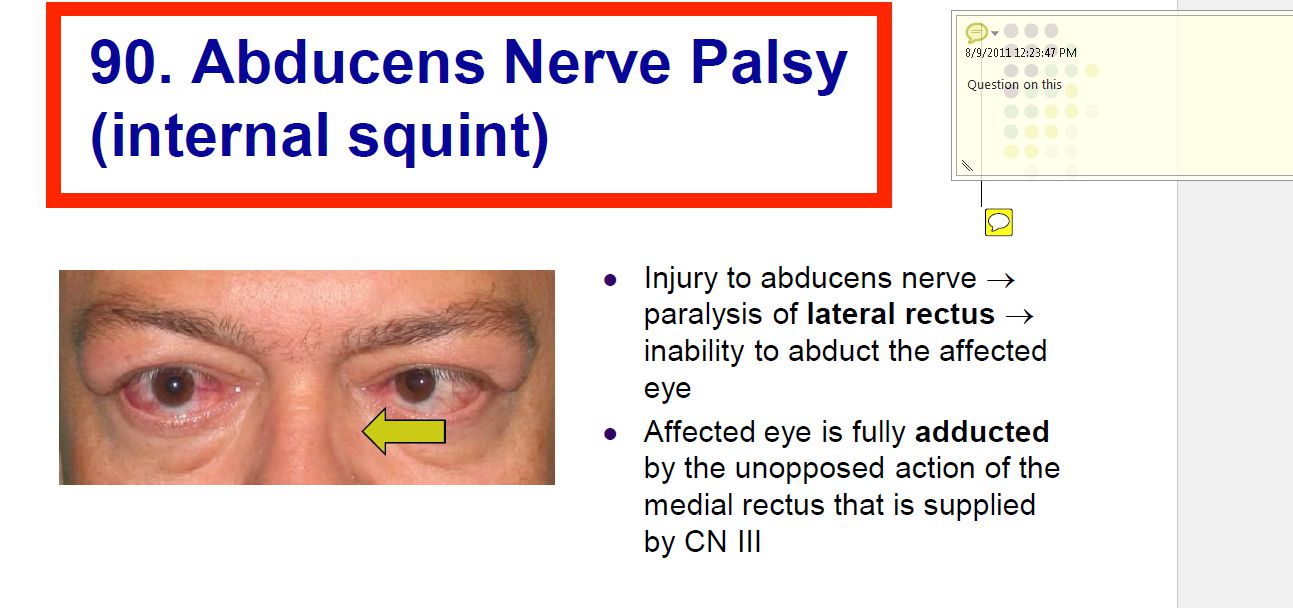 90. Abducens Nerve Palsy
(internal squint)
8/9/2011 12:23:47 PM
Question on this
● Injury to abducens nerve →
paralysis of lateral rectus →
inability to abduct the affected
eye
● Affected eye is fully adducted
by the unopposed action of the
medial rectus that is supplied
by CN III